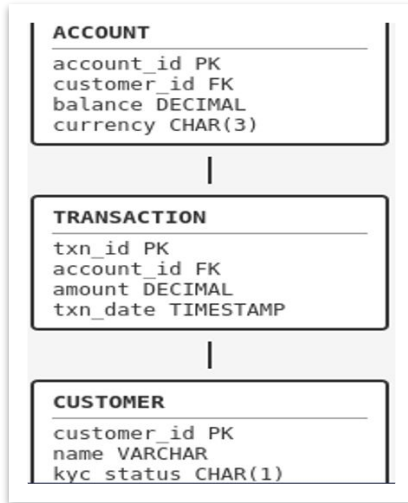 ACCOUNT
account_id PK
customer_id FK
balance DECIMAL
currency CHAR(3)
TRANSACTION
txn_id PK
account_id FK
amount DECIMAL
txn_date TIMESTAMP
CUSTOMER
customer_id PK
name VARCHAR
kyc_status CHAR(1)